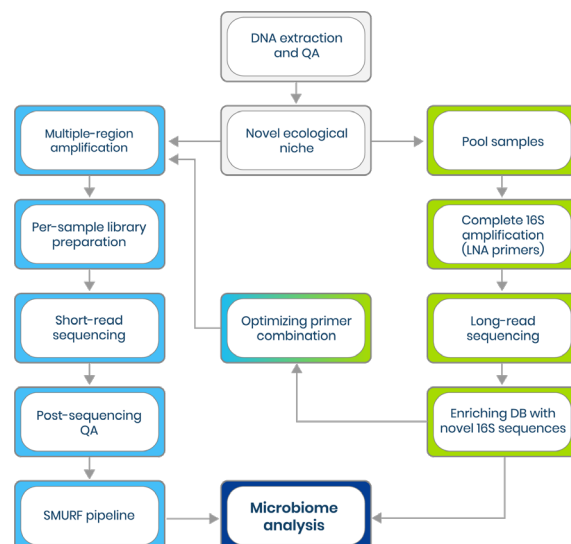 DNA extraction
and QA
Multiple-region
amplification
Novel ecological
niche
Pool samples
Per-sample library
preparation
Complete 16S
amplification
(LNA primers)
Short-read
sequencing
Optimizing primer
combination
Long-read
sequencing
Post-sequencing
QA
Enriching DB with
novel 16S sequences
SMURF pipeline
Microbiome
analysis